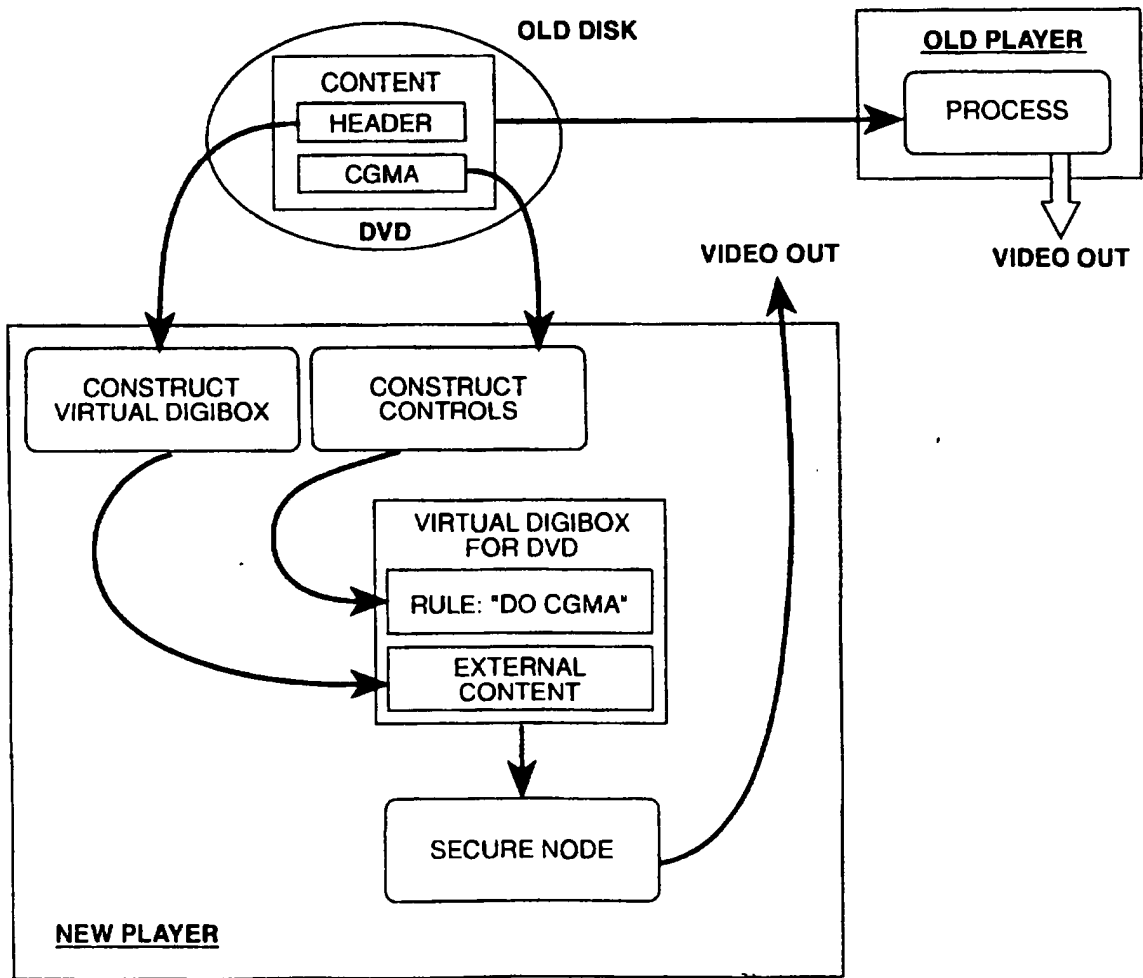 OLD DISK
CONTENT
HEADER
CGMA
DVD
OLD PLAYER
PROCESS
VIDEO OUT
VIDEO OUT
CONSTRUCT
VIRTUAL DIGIBOX
CONSTRUCT
CONTROLS
VIRTUAL DIGIBOX
FOR DVD
RULE: "DO CGMA"
EXTERNAL
CONTENT
SECURE NODE
NEW PLAYER